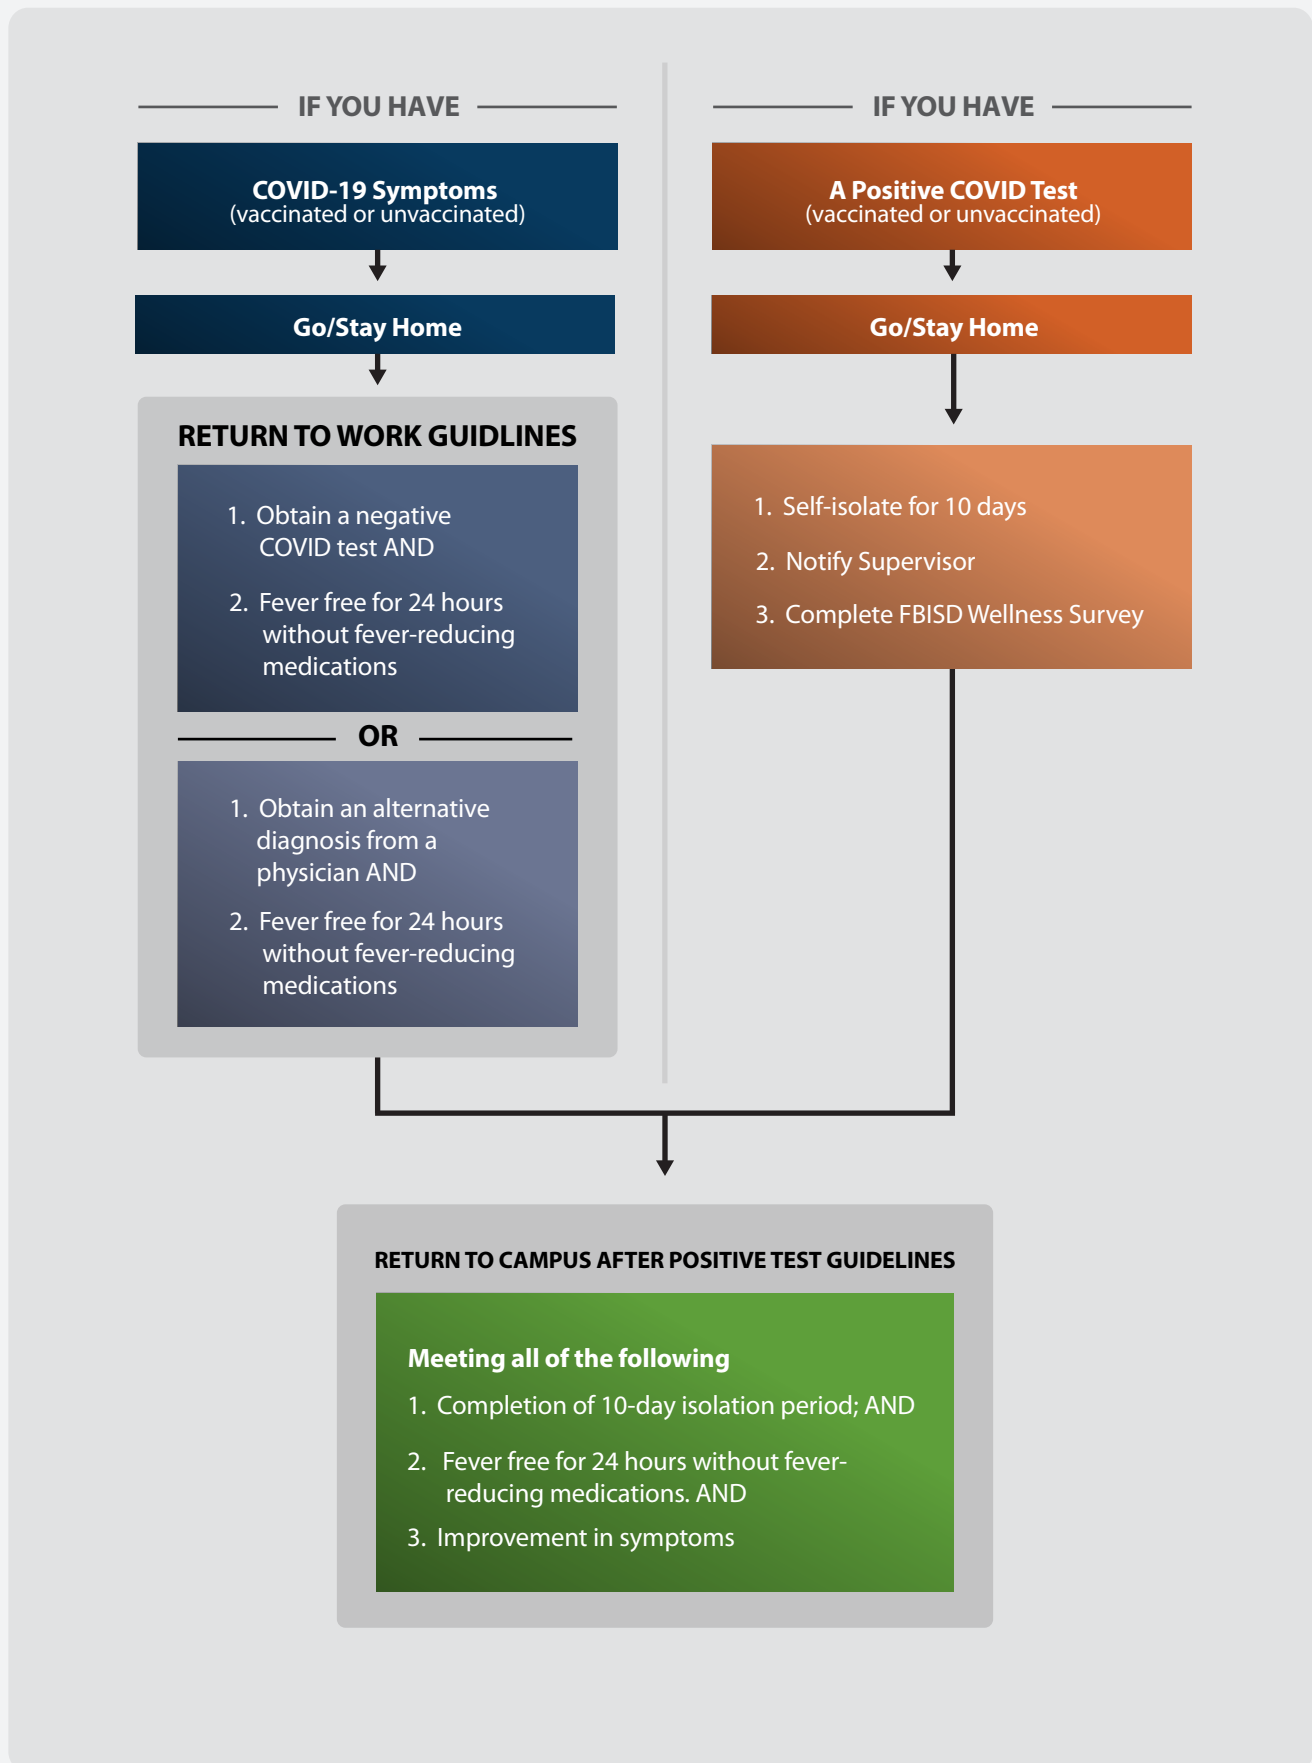 IF YOU HAVE
COVID-19 Symptoms
(vaccinated or unvaccinated)
Go/Stay Home
RETURN TO WORK GUIDLINES
1. Obtain a negative
COVID test AND
2. Fever free for 24 hours
without fever-reducing
medications
OR
1. Obtain an alternative
diagnosis from a
physician AND
2. Fever free for 24 hours
without fever-reducing
medications
IF YOU HAVE
A Positive COVID Test
(vaccinated or unvaccinated)
Go/Stay Home
1. Self-isolate for 10 days
2. Notify Supervisor
3. Complete FBISD Wellness Survey
RETURN TO CAMPUS AFTER POSITIVE TEST GUIDELINES
Meeting all of the following
1. Completion of 10-day isolation period; AND
2. Fever free for 24 hours without fever-
reducing medications. AND
3. Improvement in symptoms